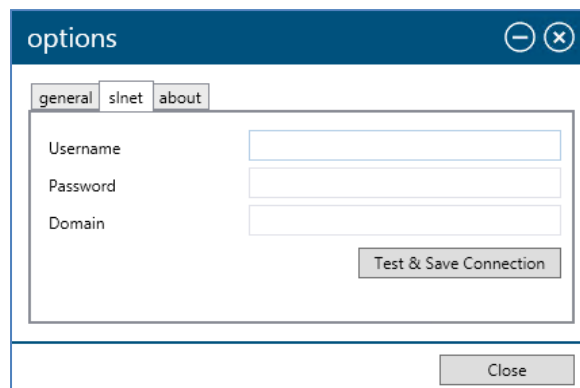 options
general slnet about
Username
Password
Domain
Test & Save Connection
Close